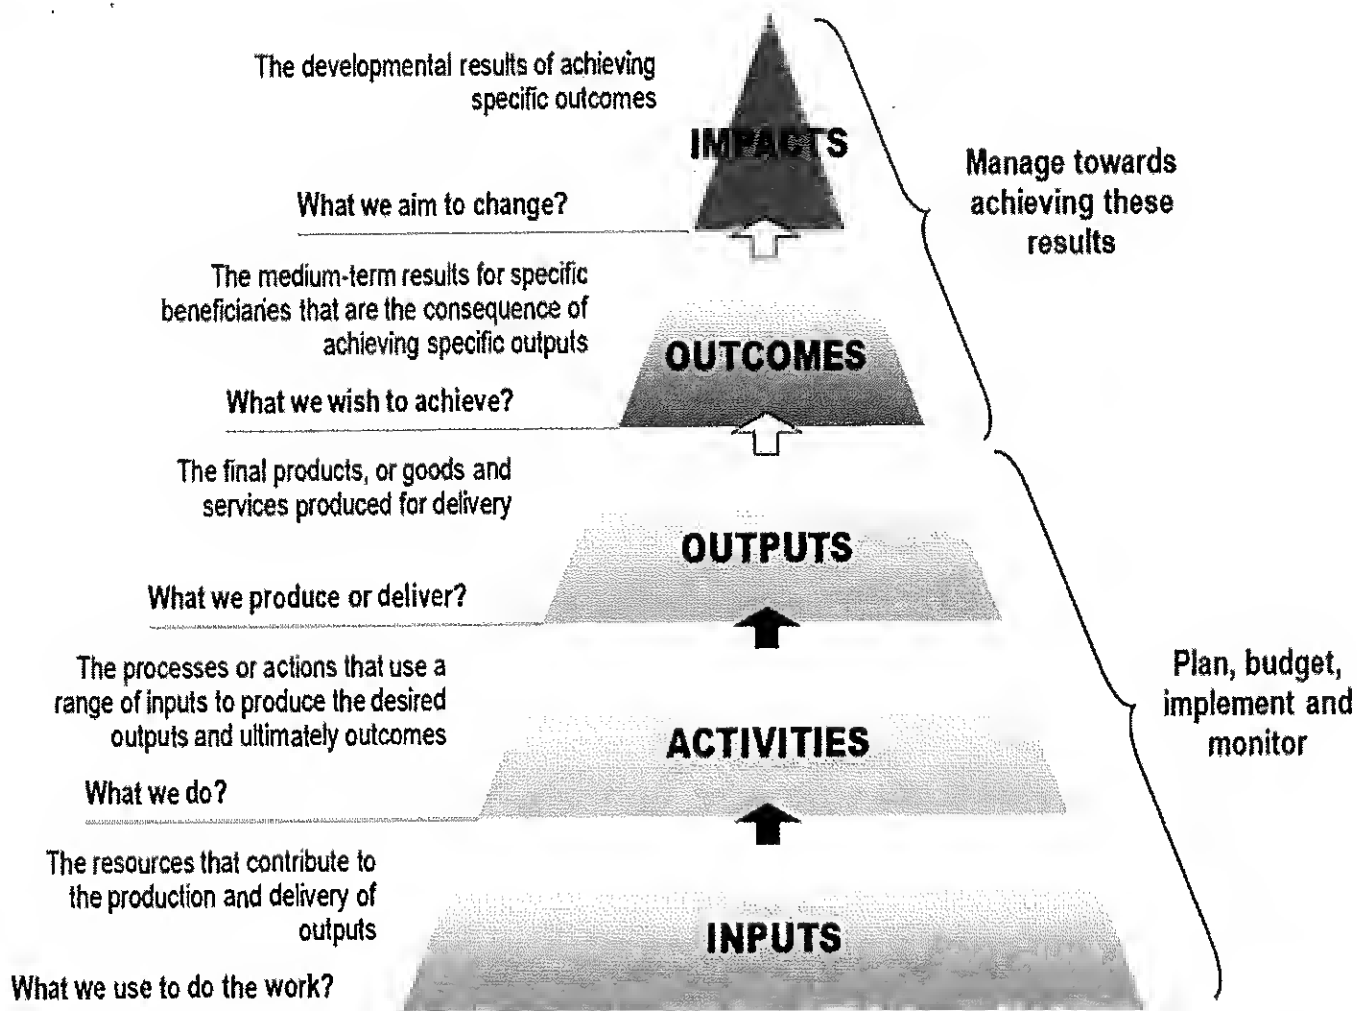 The developmental results of achieving
specific outcomes
IMPACTS
What we aim to change?
Manage towards
achieving these
results
The medium-term results for specific
beneficiaries that are the consequence of
achieving specific outputs
OUTCOMES
What we wish to achieve?
The final products, or goods and
services produced for delivery
OUTPUTS
What we produce or deliver?
The processes or actions that use a
range of inputs to produce the desired
outputs and ultimately outcomes
ACTIVITIES
What we do?
Plan, budget,
implement and
monitor
The resources that contribute to
the production and delivery of
outputs
INPUTS
What we use to do the work?